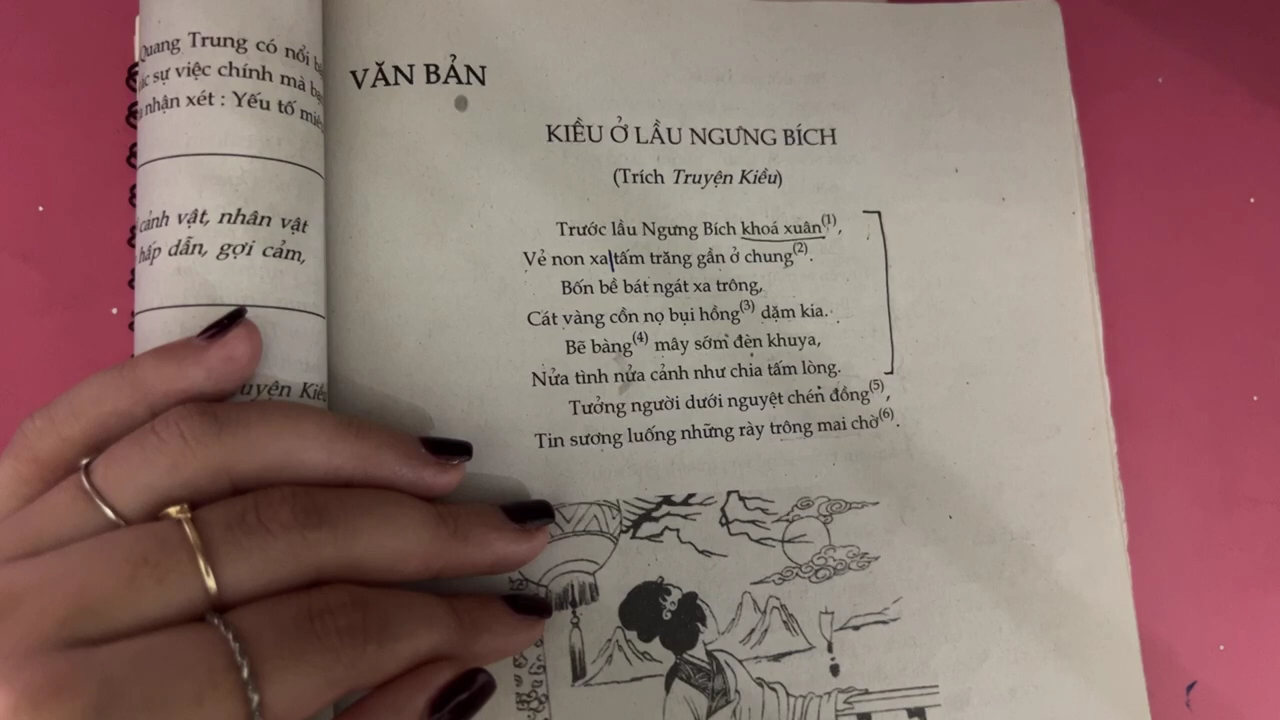 Quang Trung có nổi
sự việc chính mà
nhận xét : Yếu tố
cảnh vật, nhân vật
hấp dẫn, gợi cảm,
VĂN BẢN
KIỀU Ở LẦU NGƯNG BÍCH
(Trích Truyện Kiều)
Trước lầu Ngưng Bích khoá xuân(1),
Vẻ non xa tấm trăng gần ở chung(2).
Bốn bề bát ngát xa trông,
Cát vàng cồn nọ bụi hồng(3) dặm kia.
Bẽ bàng(4) mây sớm đèn khuya,
Nửa tình nửa cảnh như chia tấm lòng.
Tưởng người dưới nguyệt chén đồng(5),
Tin sương luống những rày trông mai chờ(6).